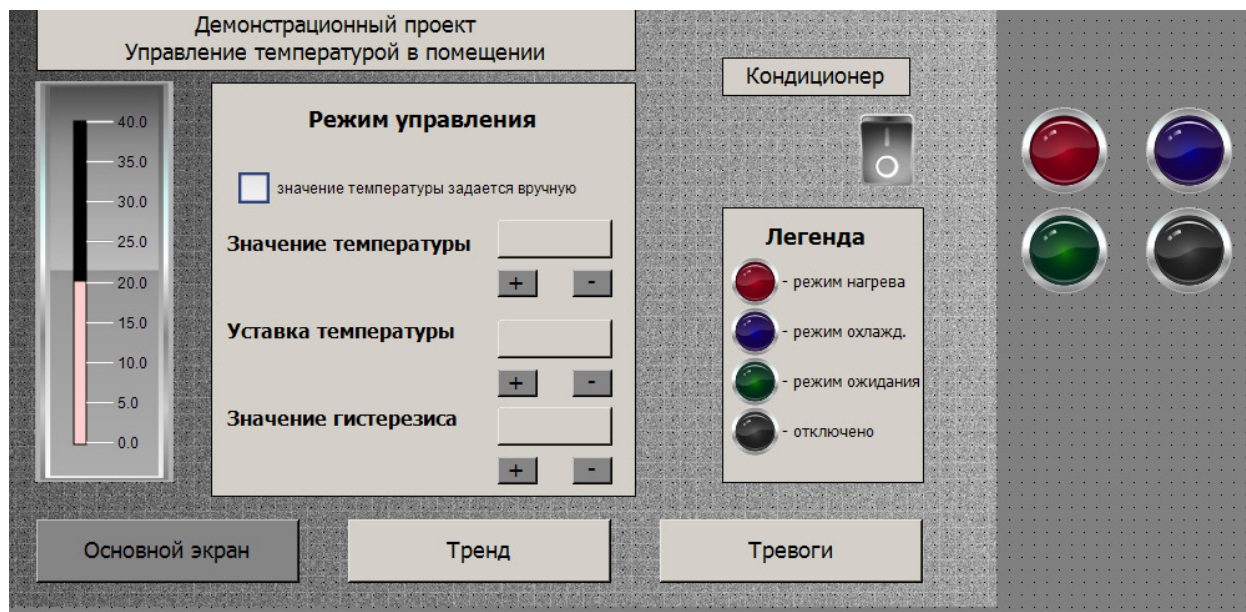 Демонстрационный проект
Управление температурой в помещении
Кондиционер
40.0
35.0
30.0
25.0
20.0
15.0
10.0
5.0
0.0
Режим управления
значение температуры задается вручную
Значение температуры
+ -
Уставка температуры
+ -
Значение гистерезиса
+ -
Легенда
- режим нагрева
- режим охлажд.
- режим ожидания
- отключено
Основной экран
Тренд
Тревоги